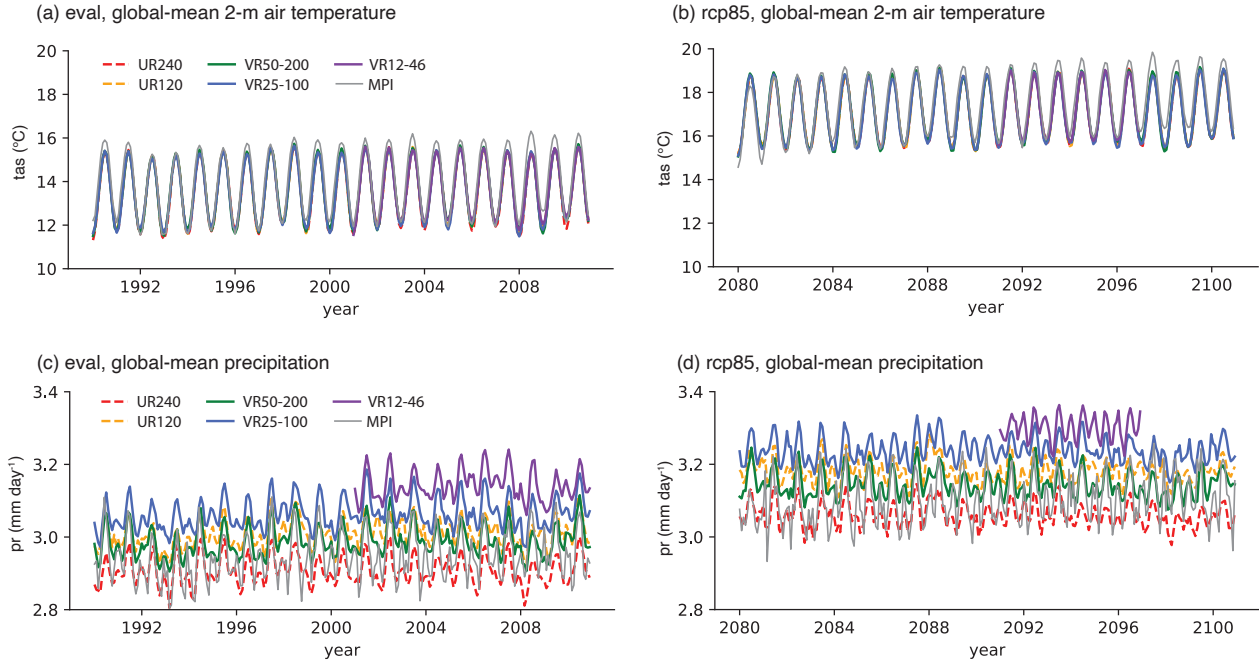 (a) eval, global-mean 2-m air temperature
20
18
16
14
12
10
tas (°C)
UR240
UR120
VR50-200
VR25-100
VR12-46
MPI
1992
1996
2000
2004
2008
year
(b) rcp85, global-mean 2-m air temperature
20
18
16
14
12
10
tas (°C)
2080
2084
2088
2092
2096
2100
year
(c) eval, global-mean precipitation
3.4
3.2
3.0
2.8
pr (mm day⁻¹)
UR240
UR120
VR50-200
VR25-100
VR12-46
MPI
1992
1996
2000
2004
2008
year
(d) rcp85, global-mean precipitation
3.4
3.2
3.0
2.8
pr (mm day⁻¹)
2080
2084
2088
2092
2096
2100
year